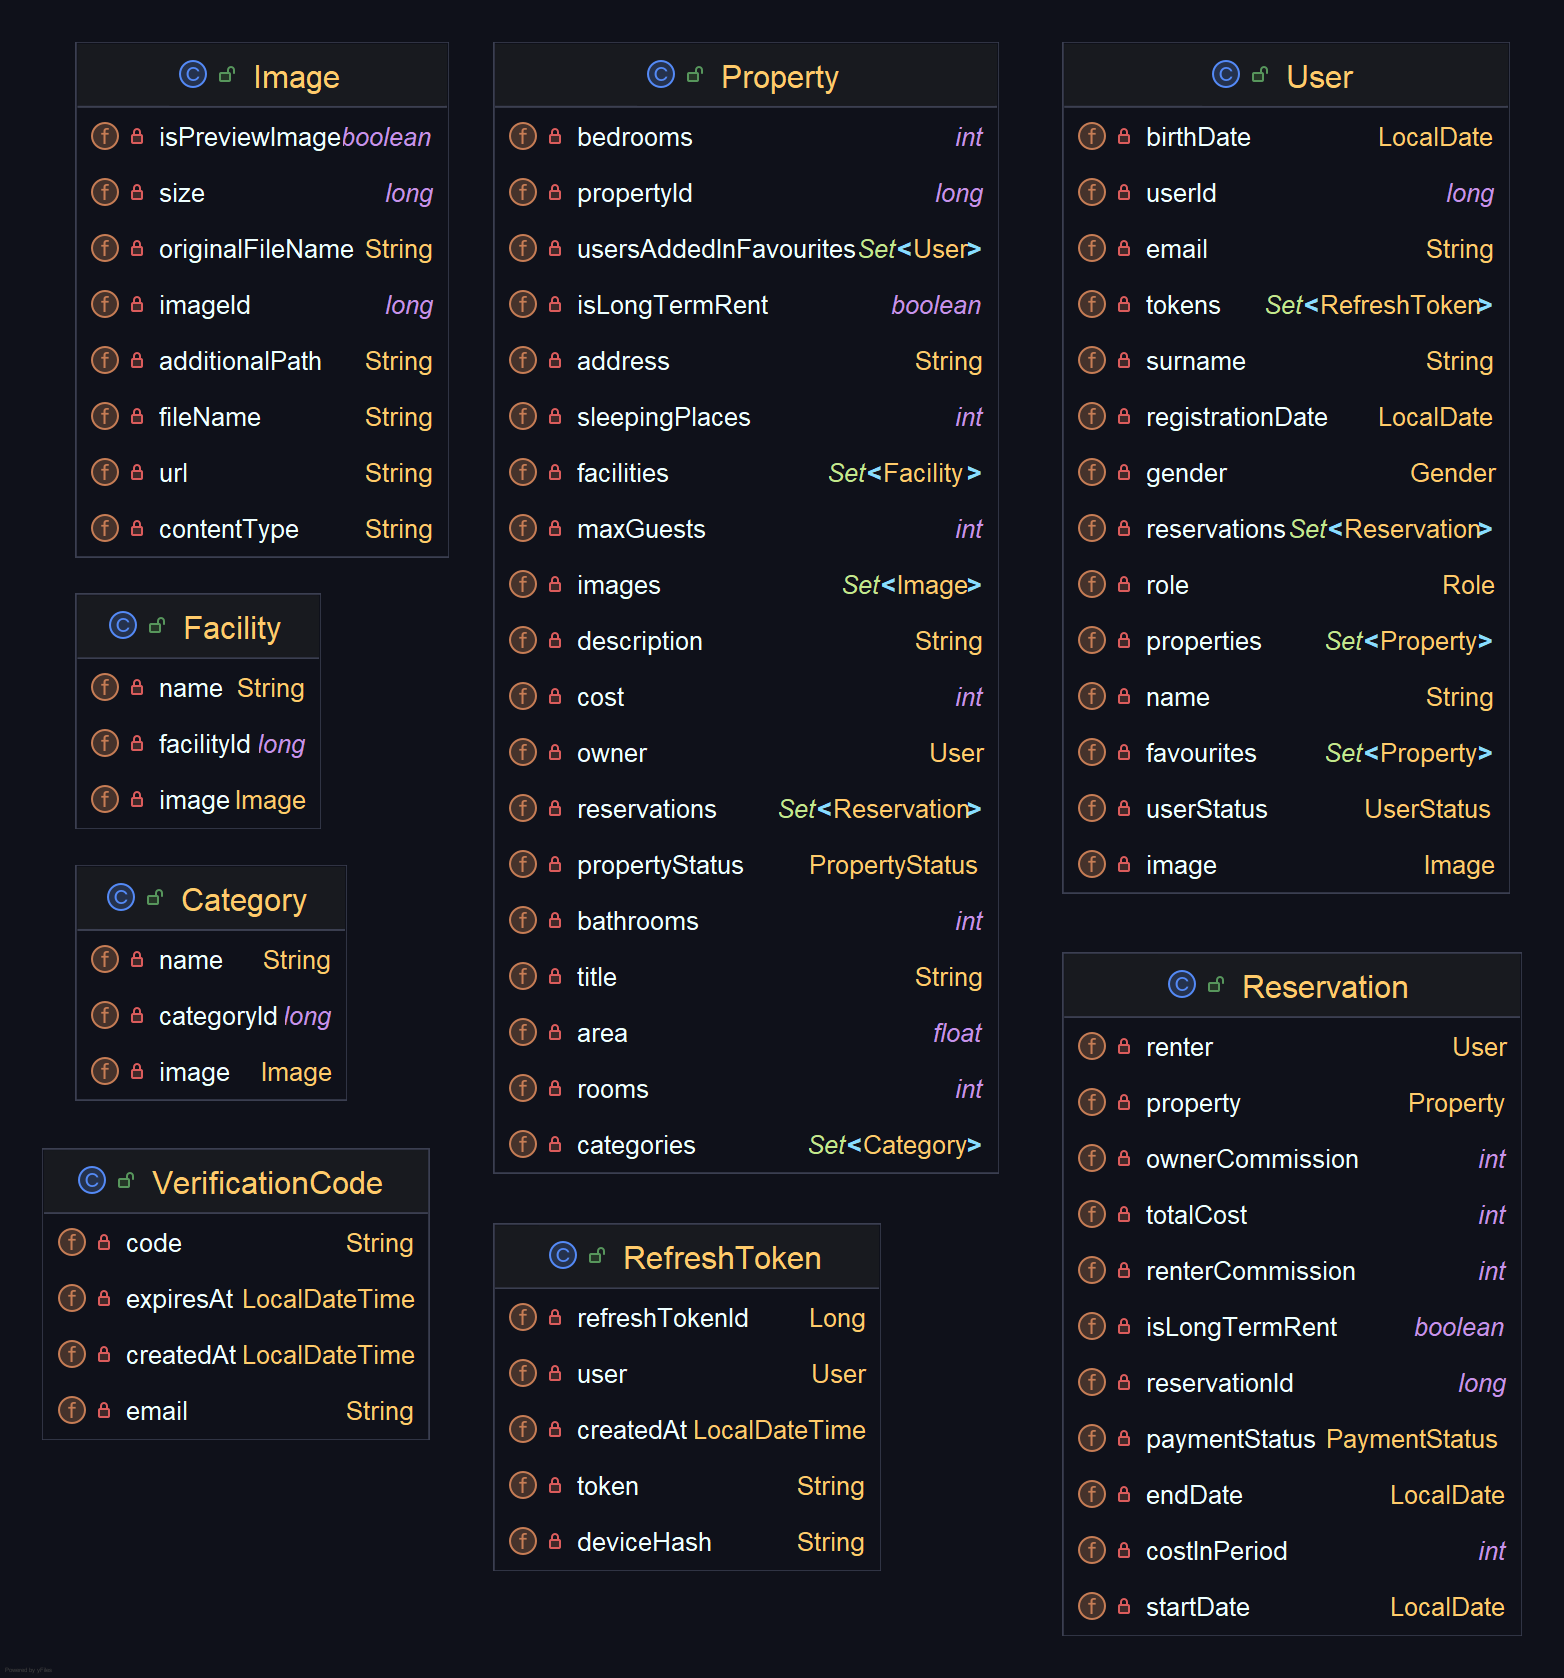 Image
isPreviewImage boolean
size long
originalFileName String
imageId long
additionalPath String
fileName String
url String
contentType String
Facility
name String
facilityId long
image Image
Category
name String
categoryId long
image Image
VerificationCode
code String
expiresAt LocalDateTime
createdAt LocalDateTime
email String
Property
bedrooms int
propertyId long
usersAddedInFavourites Set<User>
isLongTermRent boolean
address String
sleepingPlaces int
facilities Set<Facility>
maxGuests int
images Set<Image>
description String
cost int
owner User
reservations Set<Reservation>
propertyStatus PropertyStatus
bathrooms int
title String
area float
rooms int
categories Set<Category>
RefreshToken
refreshTokenId Long
user User
createdAt LocalDateTime
token String
deviceHash String
User
birthDate LocalDate
userId long
email String
tokens Set<RefreshToken>
surname String
registrationDate LocalDate
gender Gender
reservations Set<Reservation>
role Role
properties Set<Property>
name String
favourites Set<Property>
userStatus UserStatus
image Image
Reservation
renter User
property Property
ownerCommission int
totalCost int
renterCommission int
isLongTermRent boolean
reservationId long
paymentStatus PaymentStatus
endDate LocalDate
costInPeriod int
startDate LocalDate
Powered by yFiles